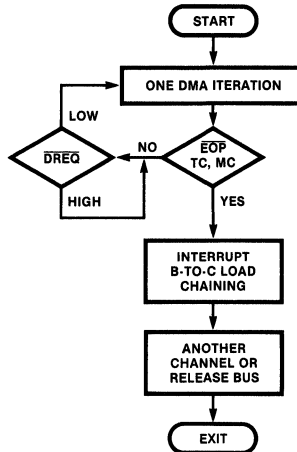 START
ONE DMA ITERATION
LOW
DREQ
NO
EOP
TC, MC
HIGH
YES
INTERRUPT
B-TO-C LOAD
CHAINING
ANOTHER
CHANNEL OR
RELEASE BUS
EXIT